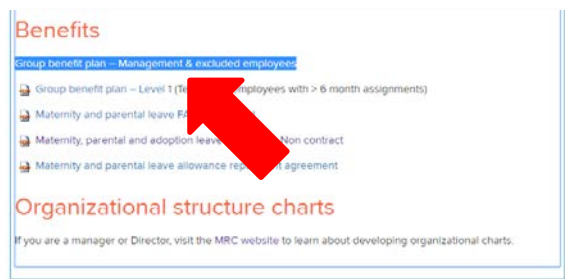 Benefits
Group benefit plan – Management & excluded employees
Group benefit plan – Level 1 (Te mployees with > 6 month assignments)
Maternity and parental leave FA
Maternity, parental and adoption leave Non contract
Maternity and parental leave allowance rep t agreement
Organizational structure charts
If you are a manager or Director, visit the MRC website to learn about developing organizational charts.